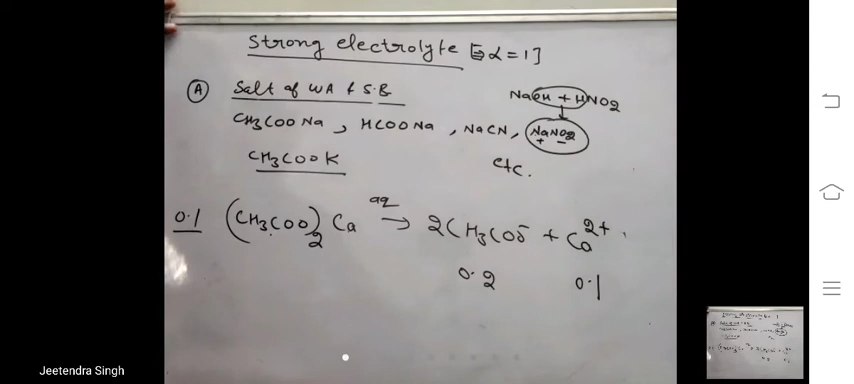 Strong electrolyte [⇒ α = 1]
(A) Salt of WA & S.B
NaOH + HNO2
↓
CH3COONa, HCOONa, NaCN, NaNO2
+ −
CH3COOK etc.
0.1 (CH3COO)2 Ca aq → 2CH3COO- + Ca2+
0.2 0.1
Jeetendra Singh